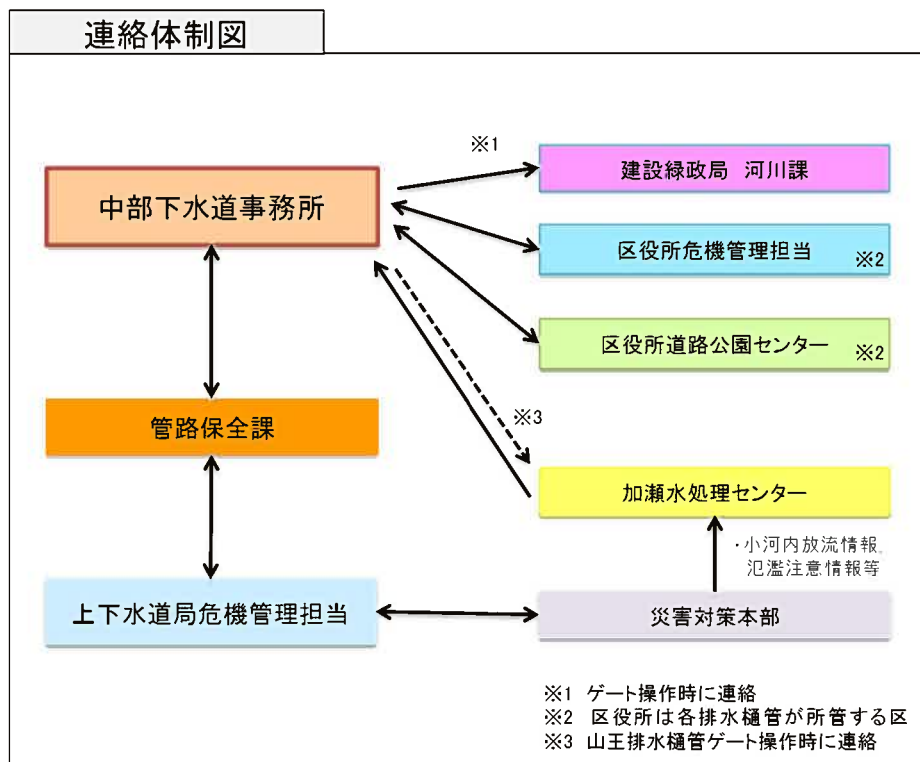 連絡体制図
※1
建設緑政局 河川課
中部下水道事務所
区役所危機管理担当 ※2
区役所道路公園センター ※2
※3
管路保全課
加瀬水処理センター
・小河内放流情報、
氾濫注意情報等
上下水道局危機管理担当
災害対策本部
※1 ゲート操作時に連絡
※2 区役所は各排水樋管が所管する区
※3 山王排水樋管ゲート操作時に連絡